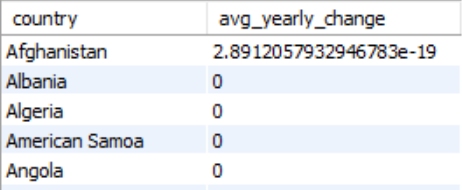 country avg_yearly_change
Afghanistan 2.8912057932946783e-19
Albania 0
Algeria 0
American Samoa 0
Angola 0